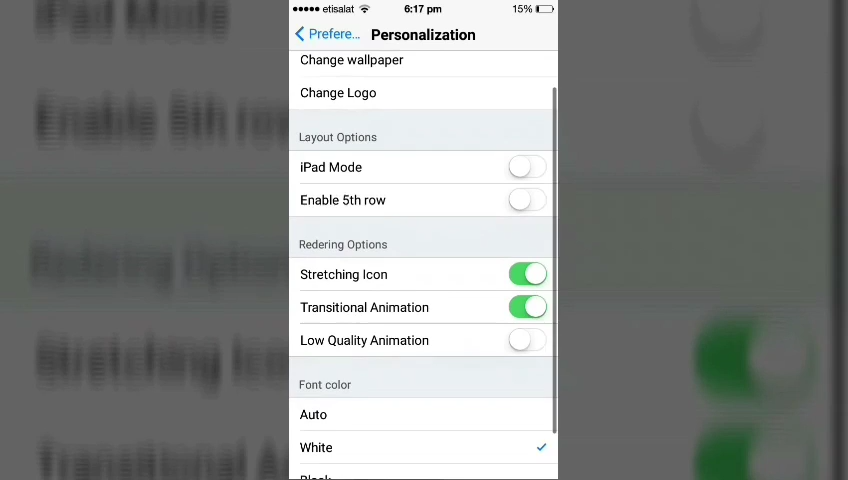 etisalat 6:17 pm 15%
Prefere... Personalization
Change wallpaper
Change Logo
Layout Options
iPad Mode
Enable 5th row
Redering Options
Stretching Icon
Transitional Animation
Low Quality Animation
Font color
Auto
White
Black